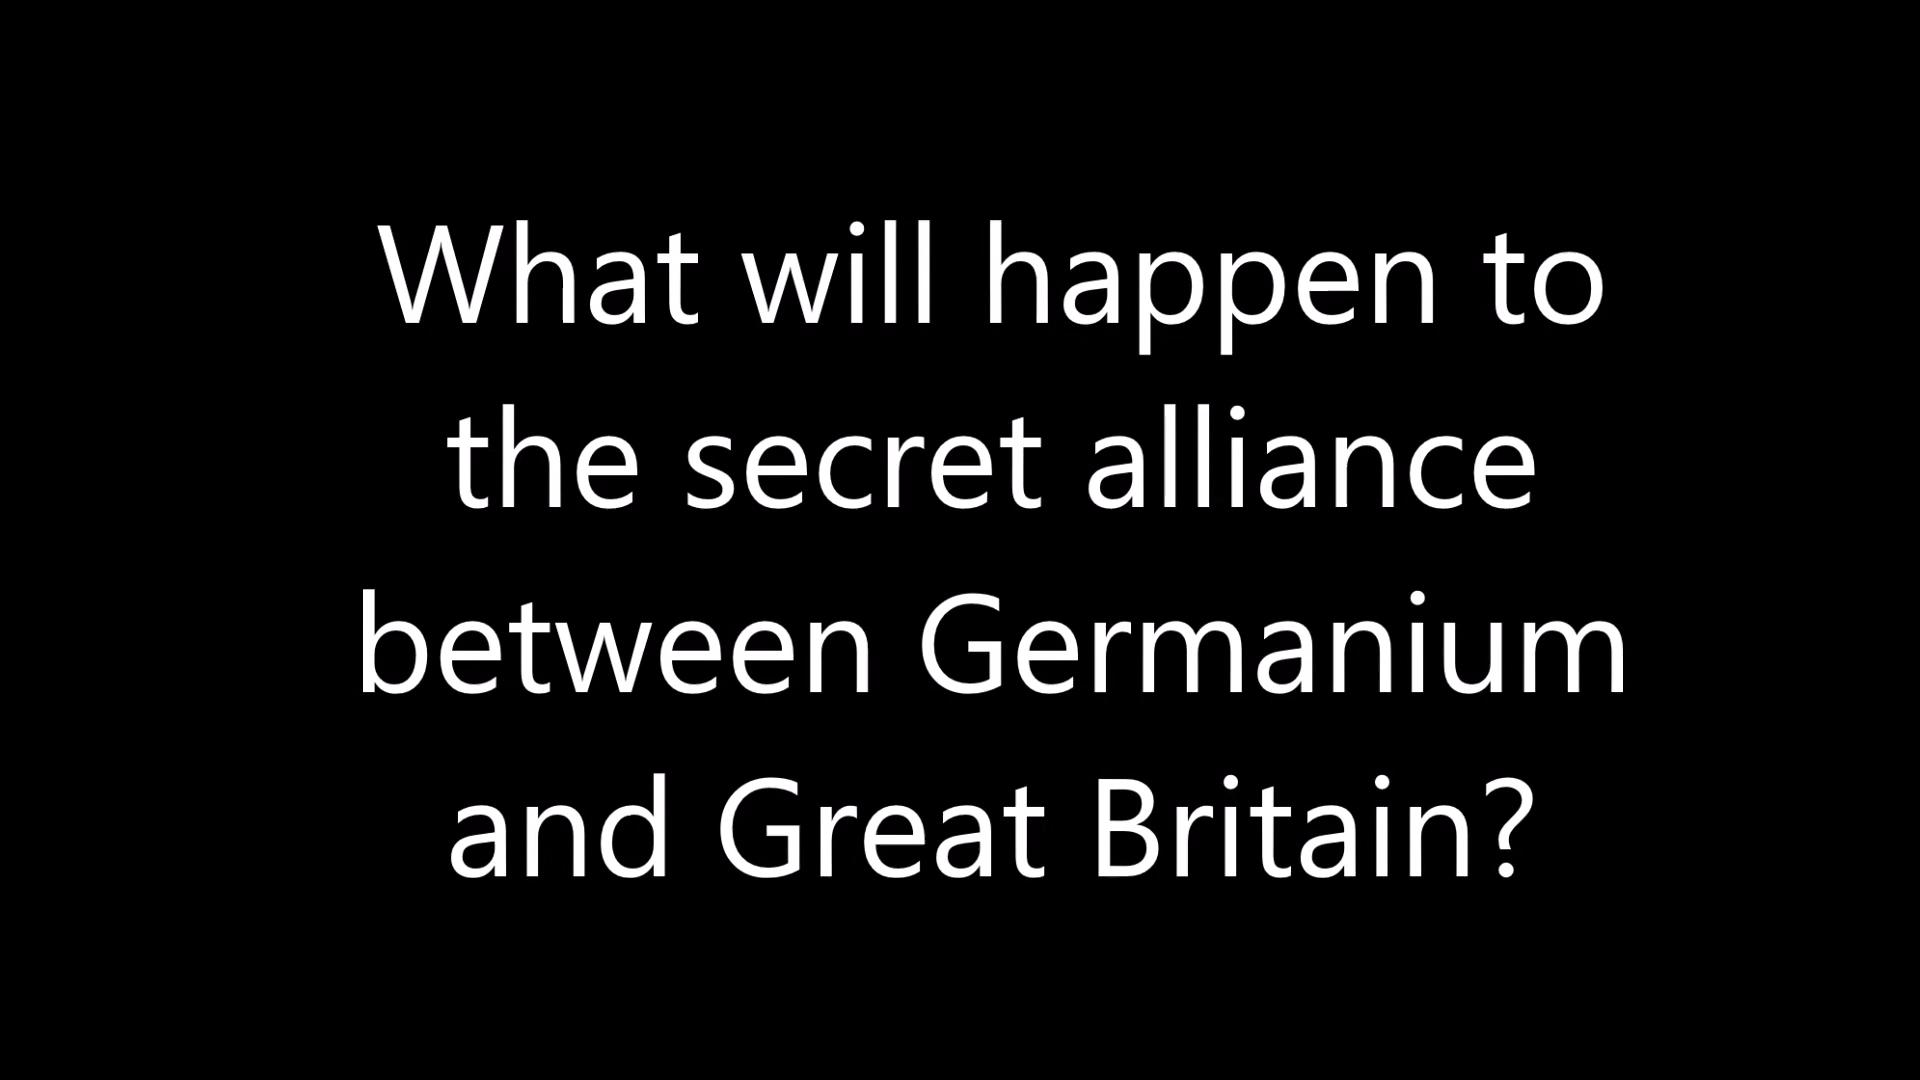 What will happen to
the secret alliance
between Germanium
and Great Britain?